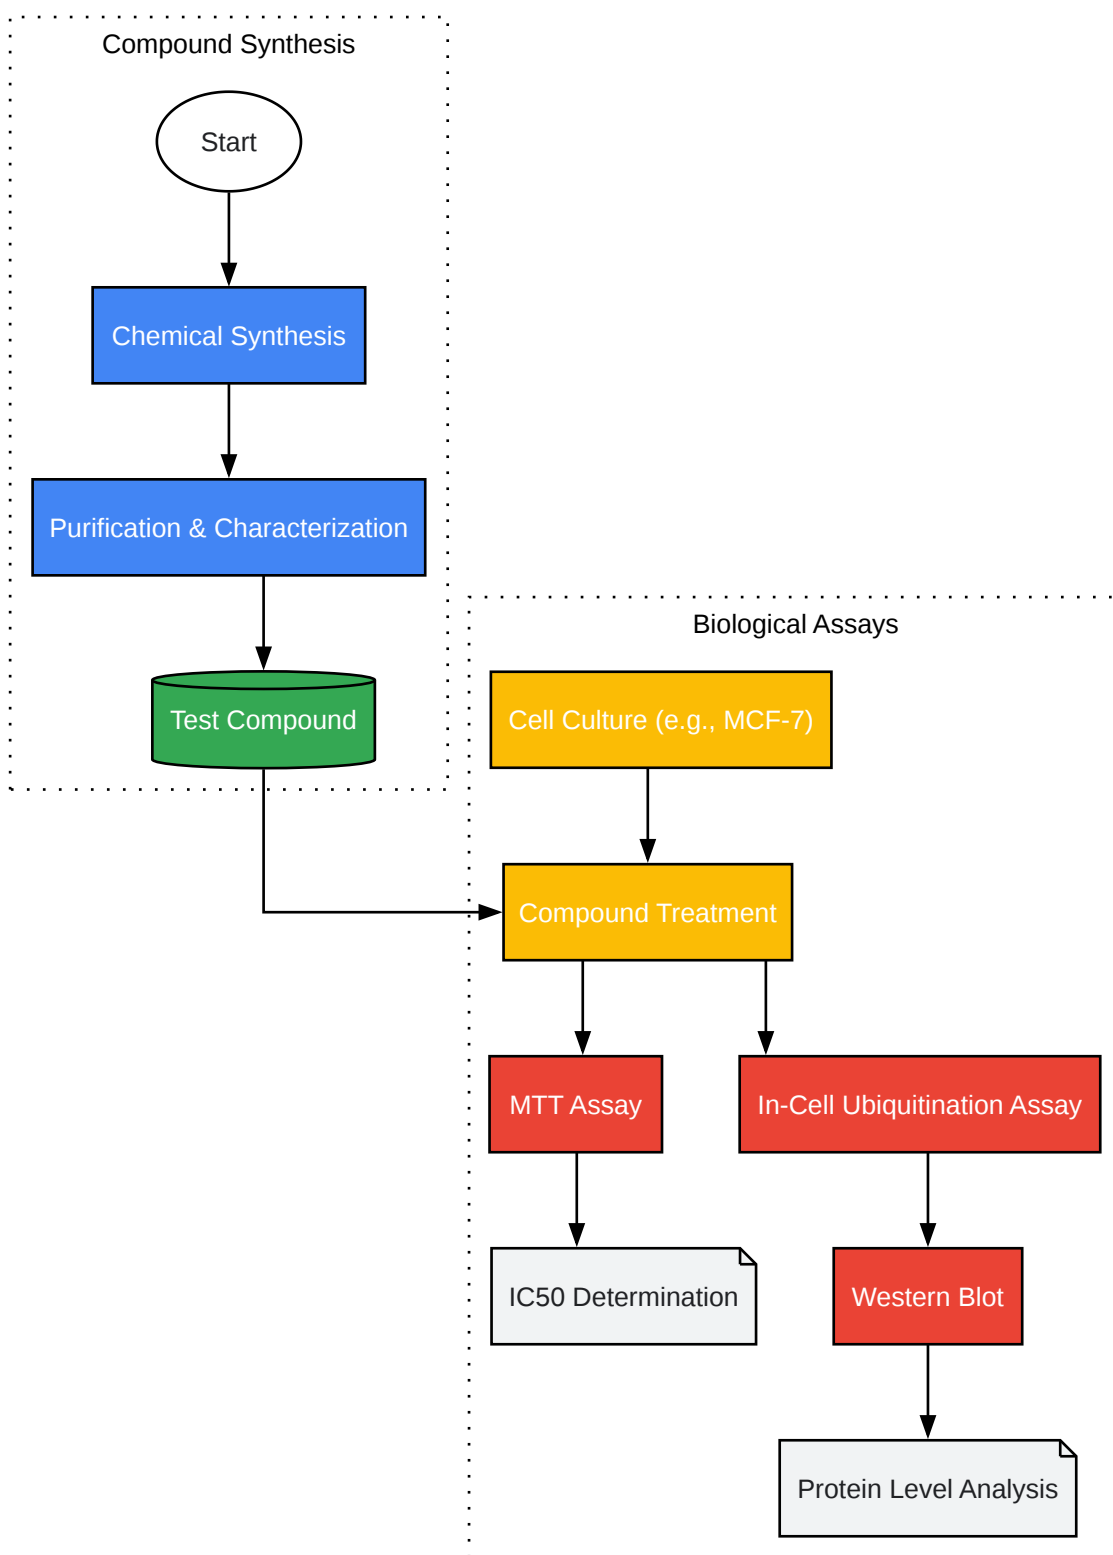 Compound Synthesis
Start
Chemical Synthesis
Purification & Characterization
Test Compound
Biological Assays
Cell Culture (e.g., MCF-7)
Compound Treatment
MTT Assay
In-Cell Ubiquitination Assay
IC50 Determination
Western Blot
Protein Level Analysis